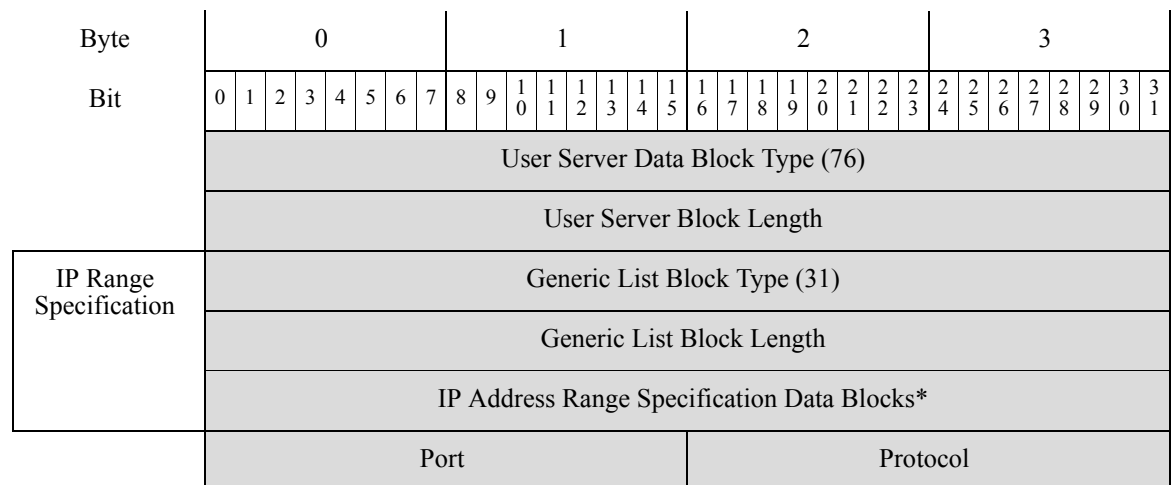 Byte 0 1 2 3
Bit 0 1 2 3 4 5 6 7 8 9 10 11 12 13 14 15 16 17 18 19 20 21 22 23 24 25 26 27 28 29 30 31
User Server Data Block Type (76)
User Server Block Length
IP Range
Specification
Generic List Block Type (31)
Generic List Block Length
IP Address Range Specification Data Blocks*
Port Protocol